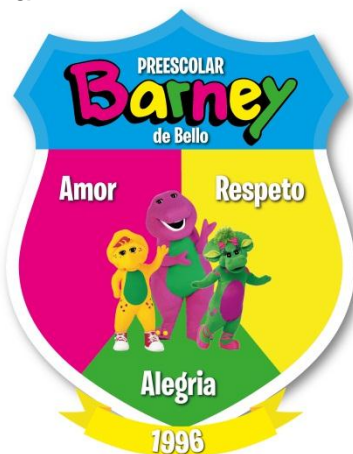 PREESCOLAR
Barney
de Bello
Amor Respeto
Alegria
1996